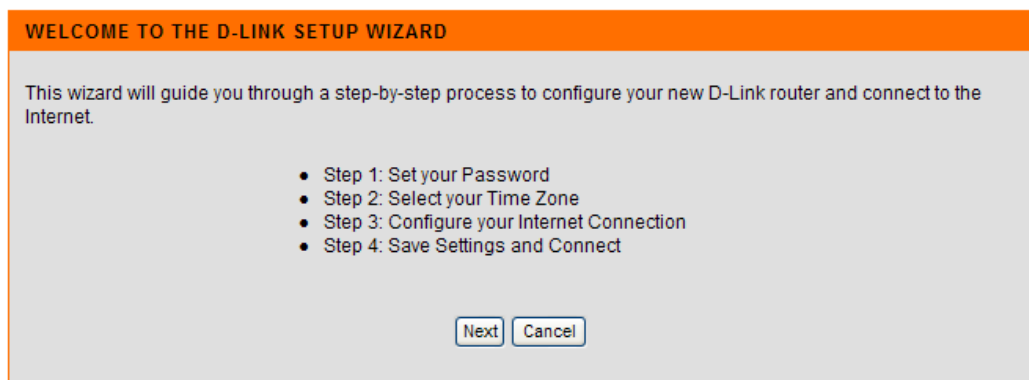 WELCOME TO THE D-LINK SETUP WIZARD
This wizard will guide you through a step-by-step process to configure your new D-Link router and connect to the
Internet.
● Step 1: Set your Password
● Step 2: Select your Time Zone
● Step 3: Configure your Internet Connection
● Step 4: Save Settings and Connect
Next Cancel